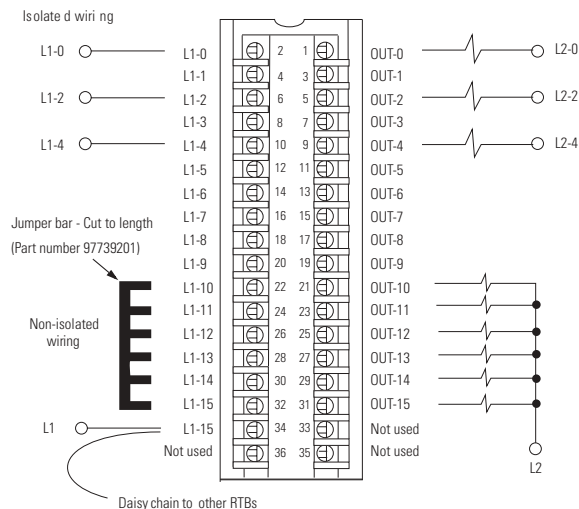 Isolated wiring
L1-0 L1-0 2 1 OUT-0 L2-0
L1-1 4 3 OUT-1
L1-2 L1-2 6 5 OUT-2 L2-2
L1-3 8 7 OUT-3
L1-4 L1-4 10 9 OUT-4 L2-4
L1-5 12 11 OUT-5
L1-6 14 13 OUT-6
L1-7 16 15 OUT-7
Jumper bar - Cut to length
(Part number 97739201)
L1-8 18 17 OUT-8
L1-9 20 19 OUT-9
L1-10 22 21 OUT-10
L1-11 24 23 OUT-11
Non-isolated
wiring
L1-12 26 25 OUT-12
L1-13 28 27 OUT-13
L1-14 30 29 OUT-14
L1-15 32 31 OUT-15
L1 L1-15 34 33 Not used
Not used 36 35 Not used
L2
Daisy chain to other RTBs